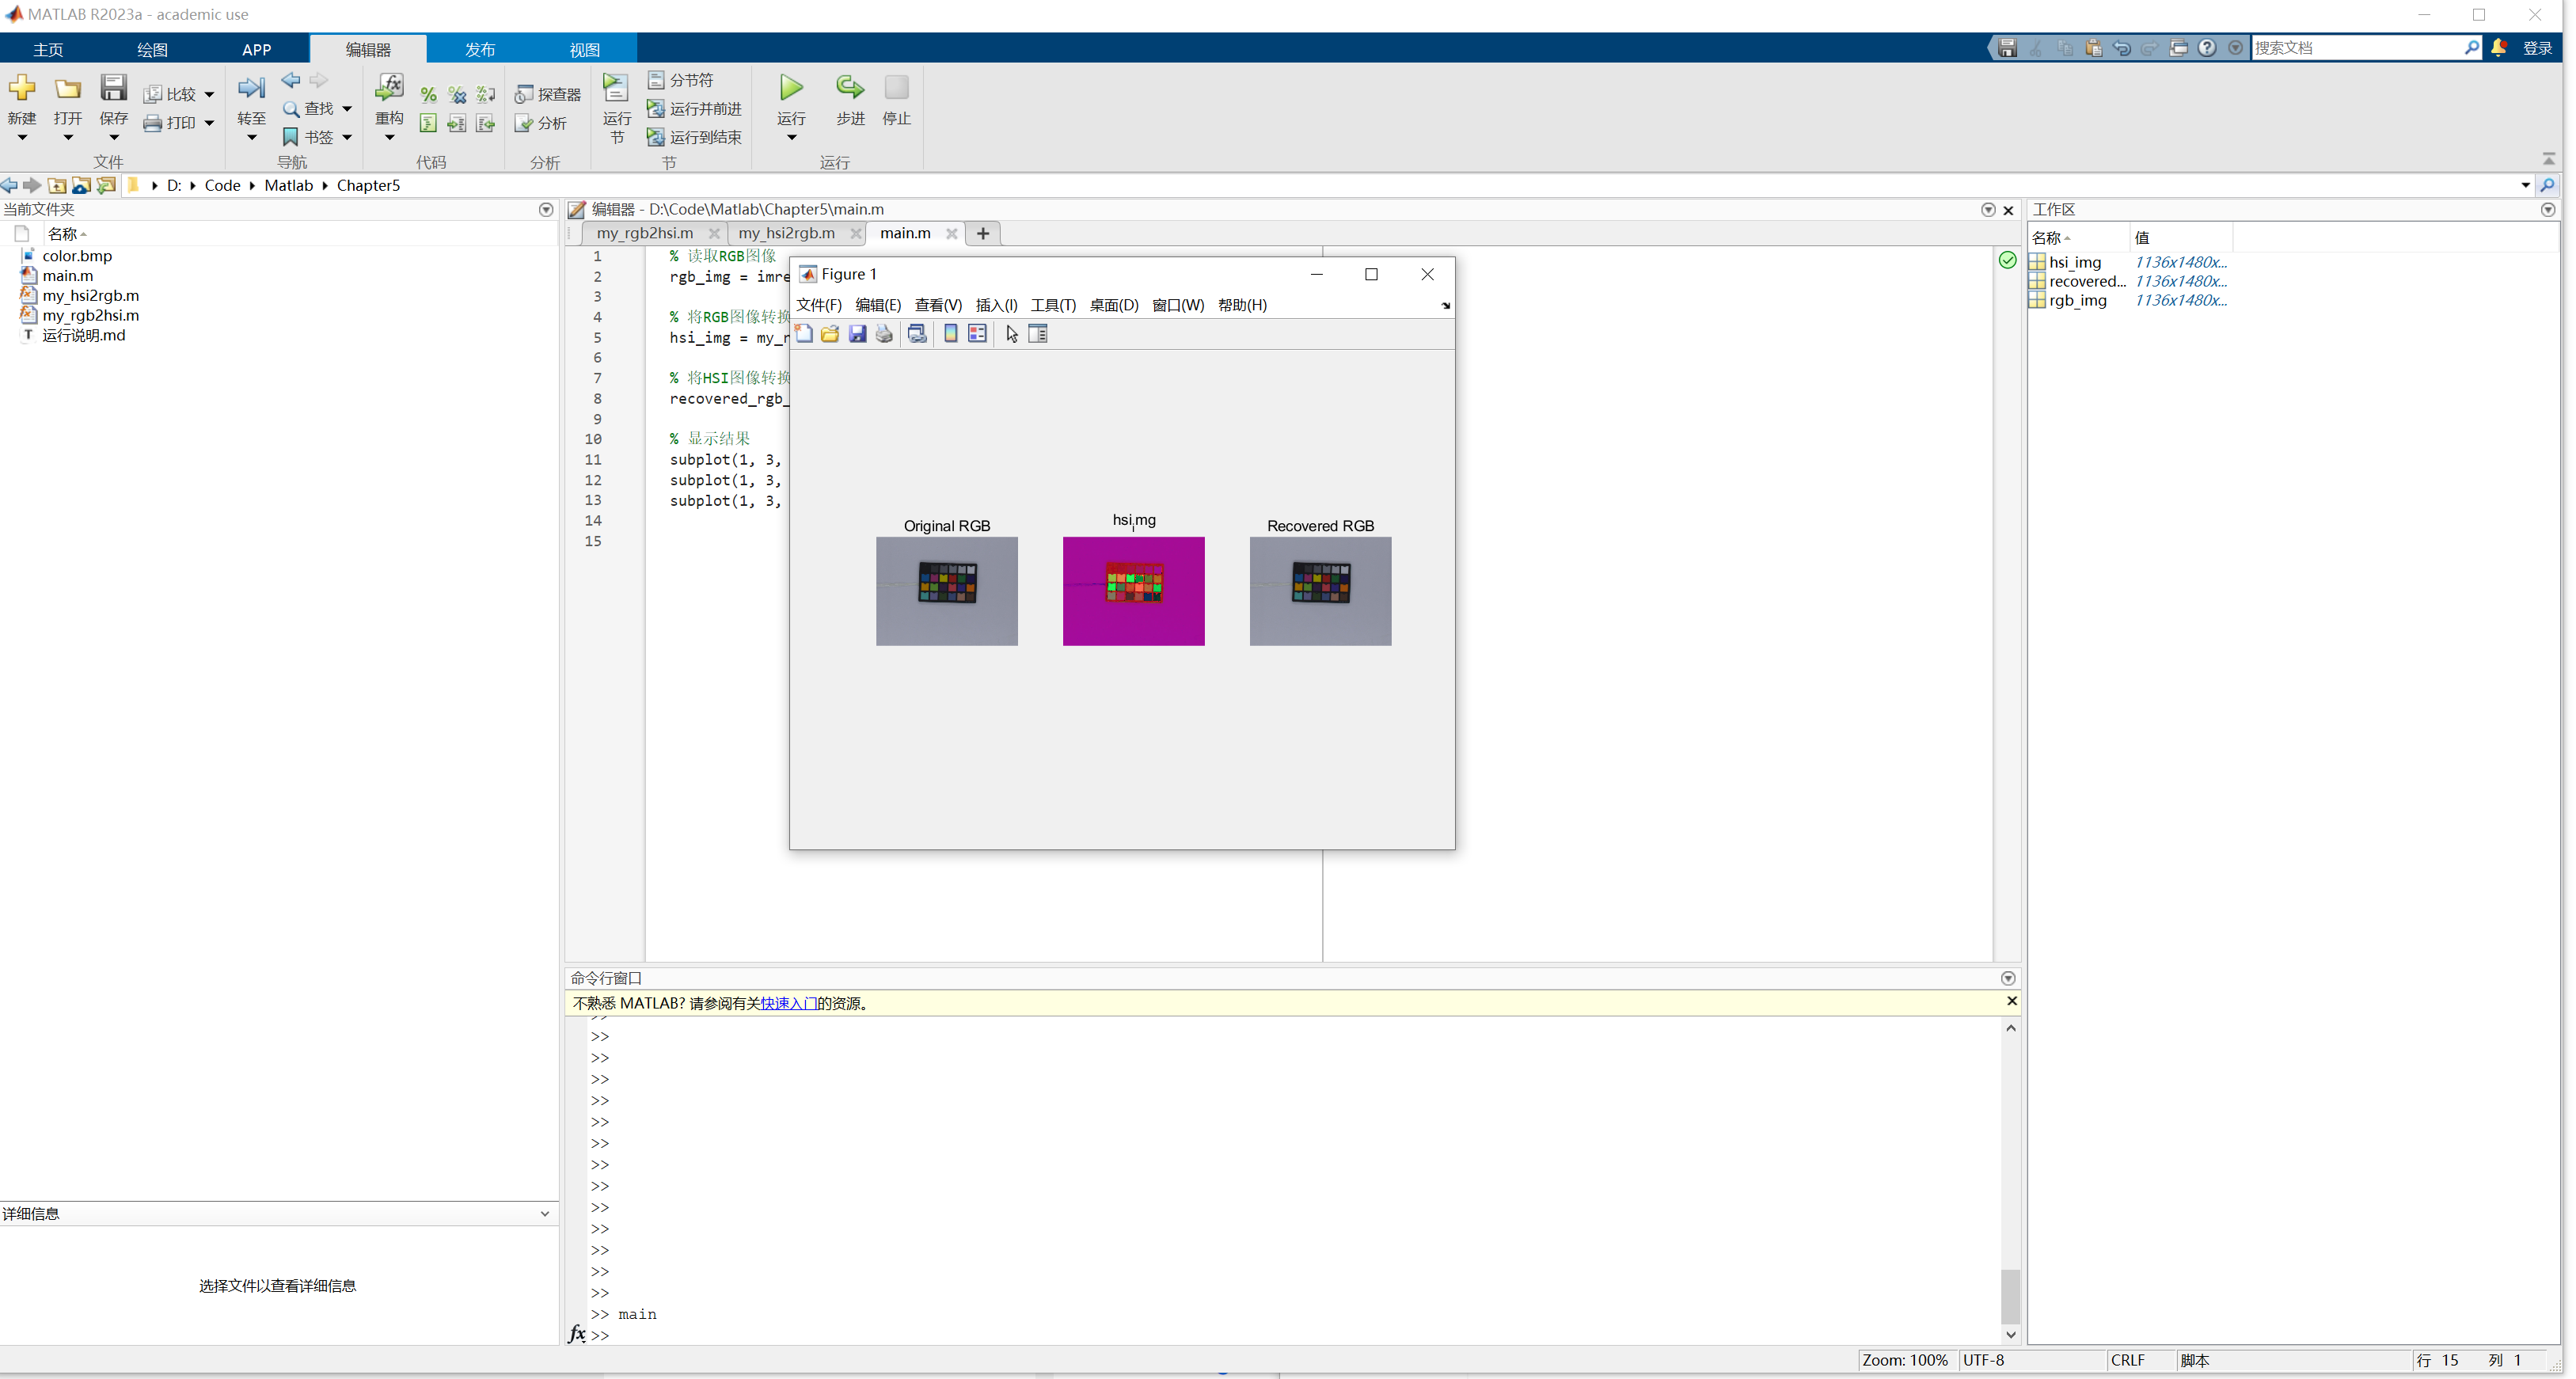 MATLAB R2023a - academic use
主页 绘图 APP 编辑器 发布 视图
搜索文档 登录
新建 打开 保存 比较 打印
文件
转至 查找 书签
导航
重构
代码
探查器 分析
分析
运行节 分节符 运行并前进 运行到结束
节
运行 步进 停止
运行
D: Code Matlab Chapter5
当前文件夹
名称
color.bmp
main.m
my_hsi2rgb.m
my_rgb2hsi.m
运行说明.md
详细信息
选择文件以查看详细信息
编辑器 - D:\Code\Matlab\Chapter5\main.m
my_rgb2hsi.m my_hsi2rgb.m main.m
1 % 读取RGB图像
2 rgb_img = imre
3
4 % 将RGB图像转换
5 hsi_img = my_r
6
7 % 将HSI图像转换
8 recovered_rgb_
9
10 % 显示结果
11 subplot(1, 3,
12 subplot(1, 3,
13 subplot(1, 3,
14
15
Figure 1
文件(F) 编辑(E) 查看(V) 插入(I) 工具(T) 桌面(D) 窗口(W) 帮助(H)
Original RGB
hsi_img
Recovered RGB
命令行窗口
不熟悉 MATLAB? 请参阅有关快速入门的资源。
>>
>>
>>
>>
>>
>>
>>
>>
>>
>>
>>
>>
>>
>> main
fx >>
工作区
名称 值
hsi_img 1136x1480x...
recovered... 1136x1480x...
rgb_img 1136x1480x...
Zoom: 100% UTF-8 CRLF 脚本 行 15 列 1